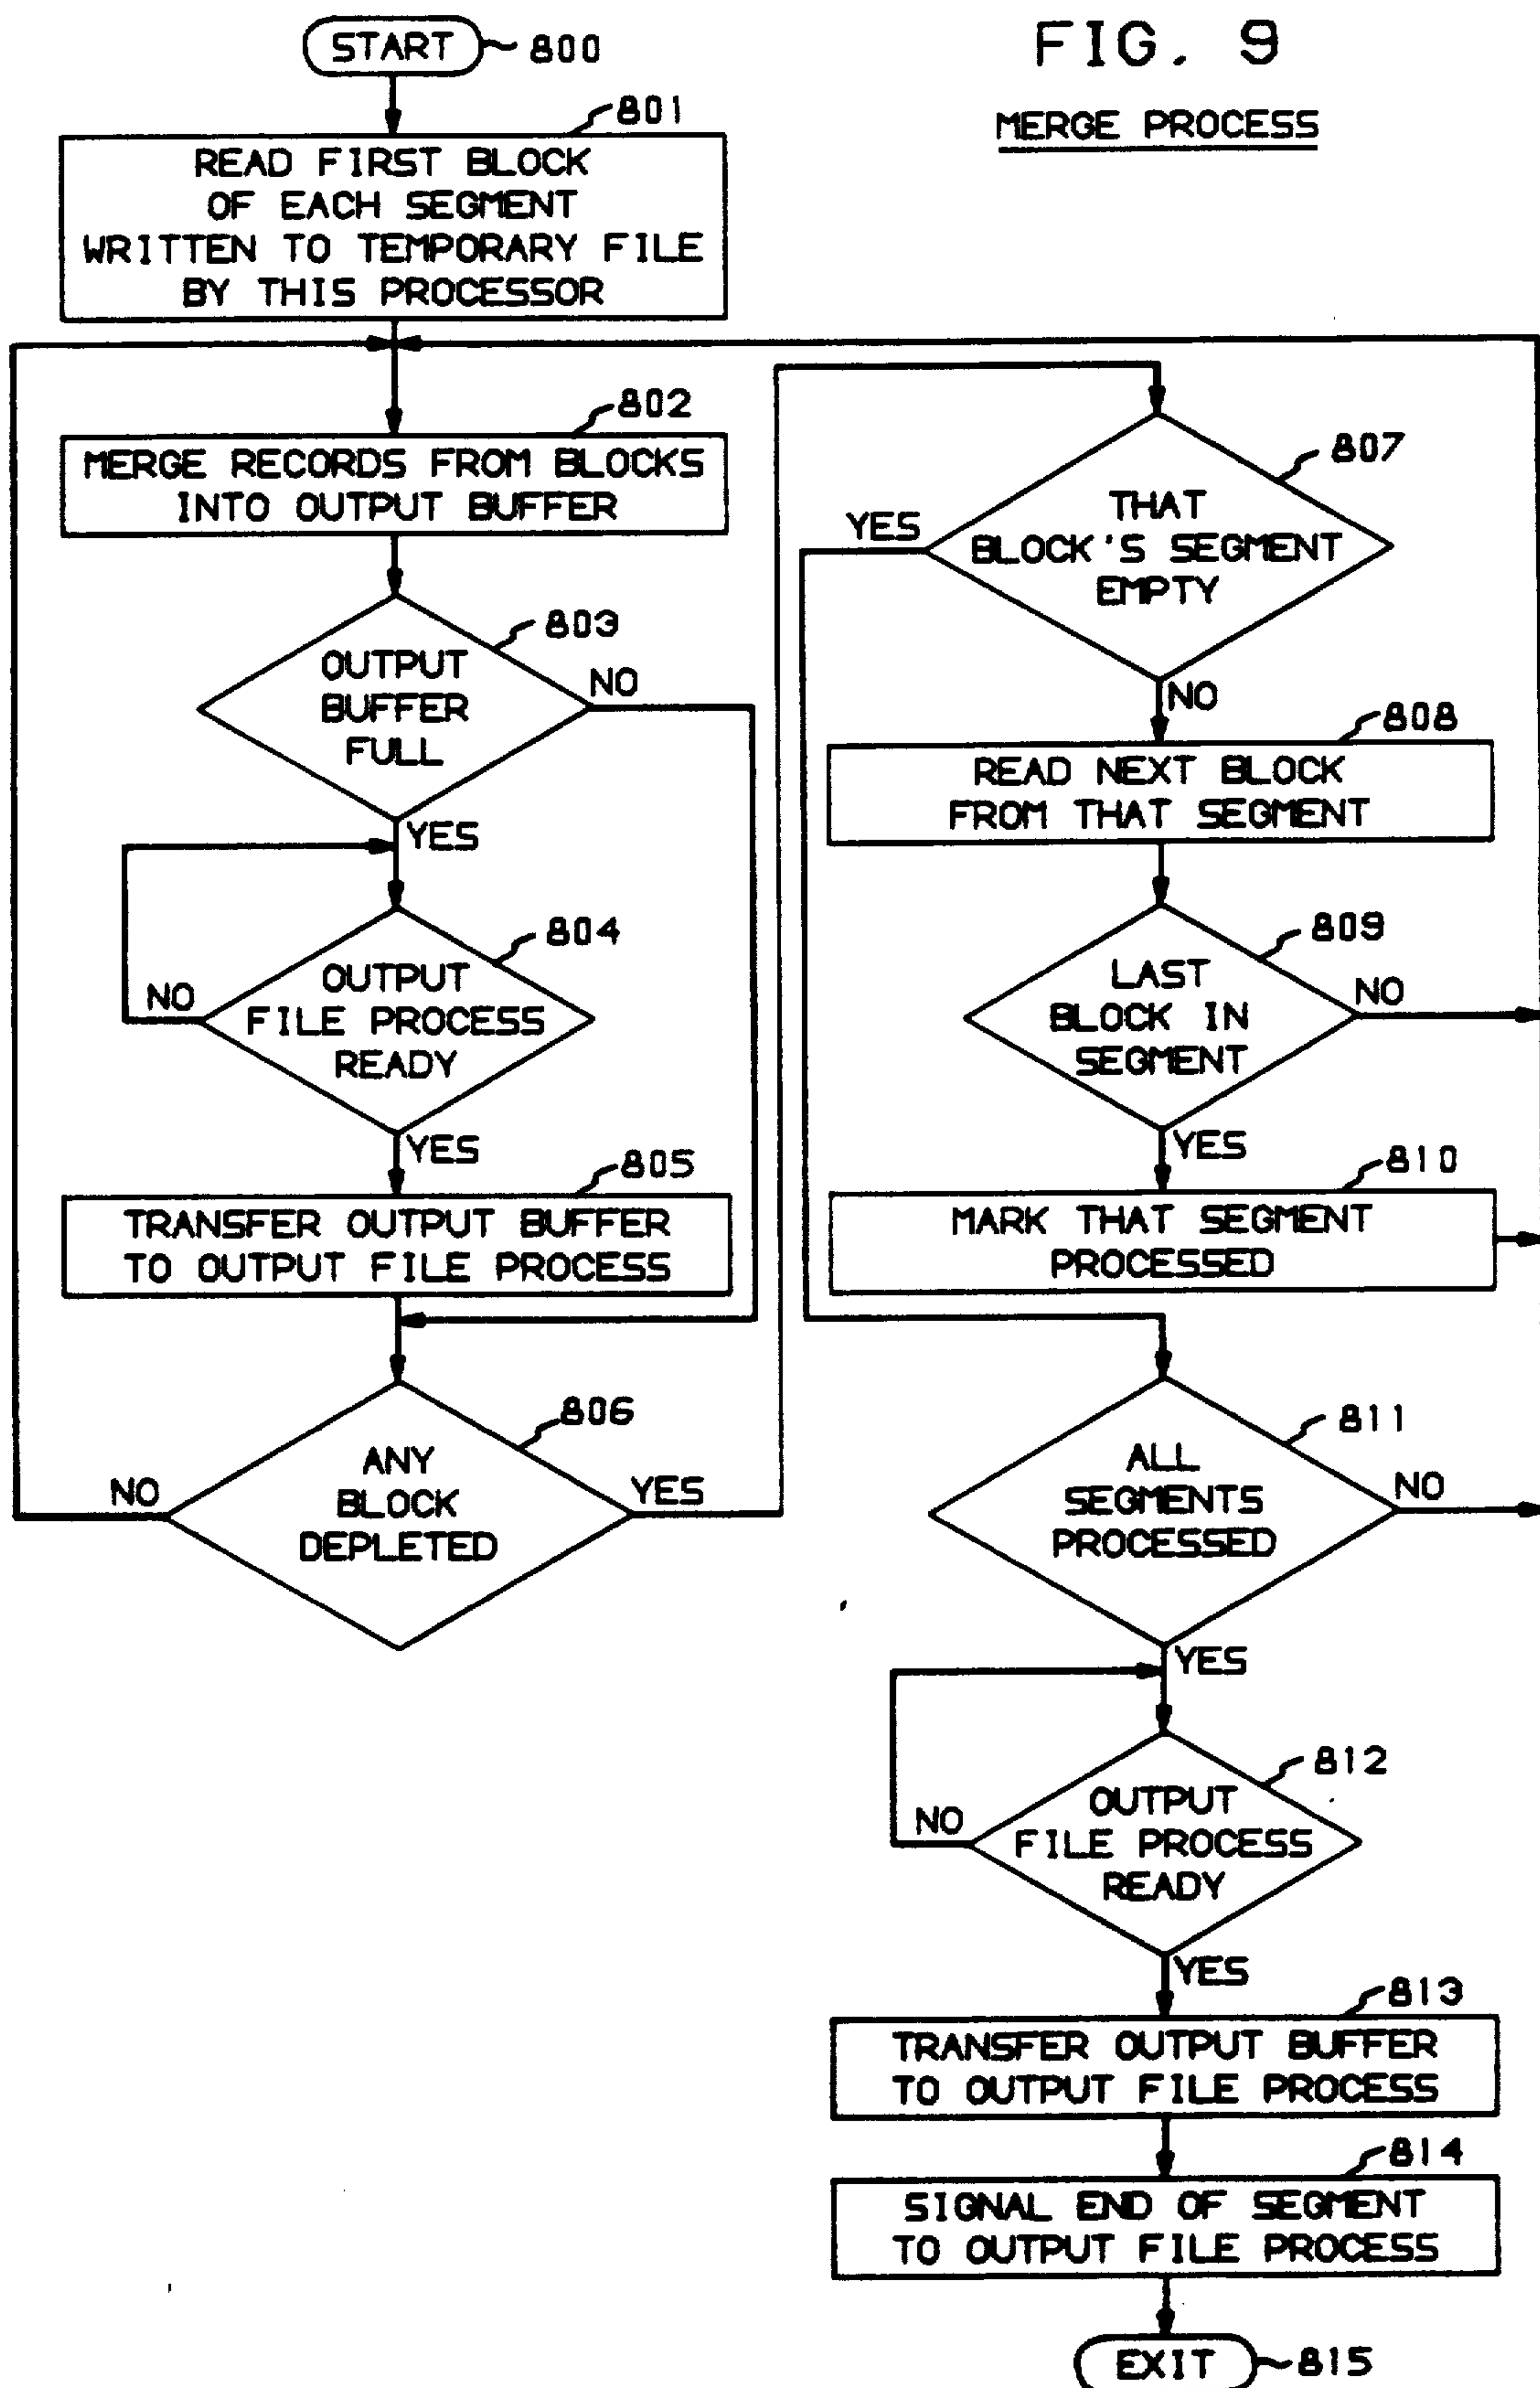 FIG. 9
MERGE PROCESS
START
800
801
READ FIRST BLOCK
OF EACH SEGMENT
WRITTEN TO TEMPORARY FILE
BY THIS PROCESSOR
802
MERGE RECORDS FROM BLOCKS
INTO OUTPUT BUFFER
803
OUTPUT
BUFFER
FULL
NO
YES
804
OUTPUT
FILE PROCESS
READY
NO
YES
805
TRANSFER OUTPUT BUFFER
TO OUTPUT FILE PROCESS
806
ANY
BLOCK
DEPLETED
NO
YES
807
THAT
BLOCK'S SEGMENT
EMPTY
YES
NO
808
READ NEXT BLOCK
FROM THAT SEGMENT
809
LAST
BLOCK IN
SEGMENT
NO
YES
810
MARK THAT SEGMENT
PROCESSED
811
ALL
SEGMENTS
PROCESSED
NO
YES
812
OUTPUT
FILE PROCESS
READY
NO
YES
813
TRANSFER OUTPUT BUFFER
TO OUTPUT FILE PROCESS
814
SIGNAL END OF SEGMENT
TO OUTPUT FILE PROCESS
EXIT
815